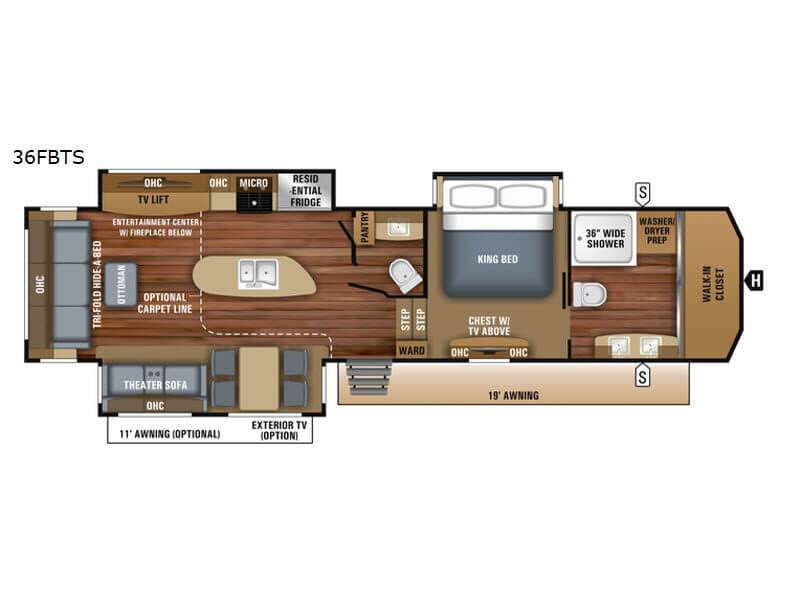 36FBTS
OHC
TV LIFT
OHC
MICRO
RESID
-ENTIAL
FRIDGE
ENTERTAINMENT CENTER
W/ FIREPLACE BELOW
OHC
TRI-FOLD HIDE-A-BED
OTTOMAN
OPTIONAL
CARPET LINE
PANTRY
STEP
STEP
WARD
KING BED
CHEST W/
TV ABOVE
OHC
OHC
S
36" WIDE
SHOWER
WASHER/
DRYER
PREP
WALK-IN
CLOSET
H
S
THEATER SOFA
OHC
19' AWNING
11' AWNING (OPTIONAL)
EXTERIOR TV
(OPTION)